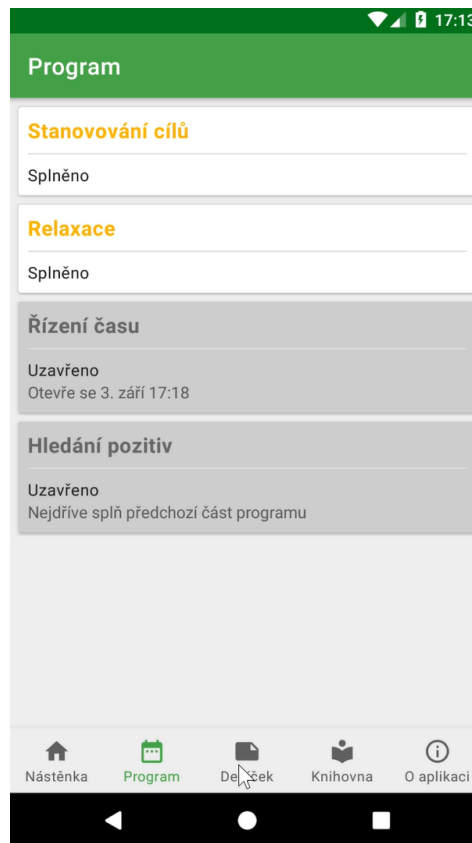 17:13
Program
Stanovování cílů
Splněno
Relaxace
Splněno
Řízení času
Uzavřeno
Otevře se 3. září 17:18
Hledání pozitiv
Uzavřeno
Nejdříve splň předchozí část programu
Nástěnka Program Knihovna O aplikaci